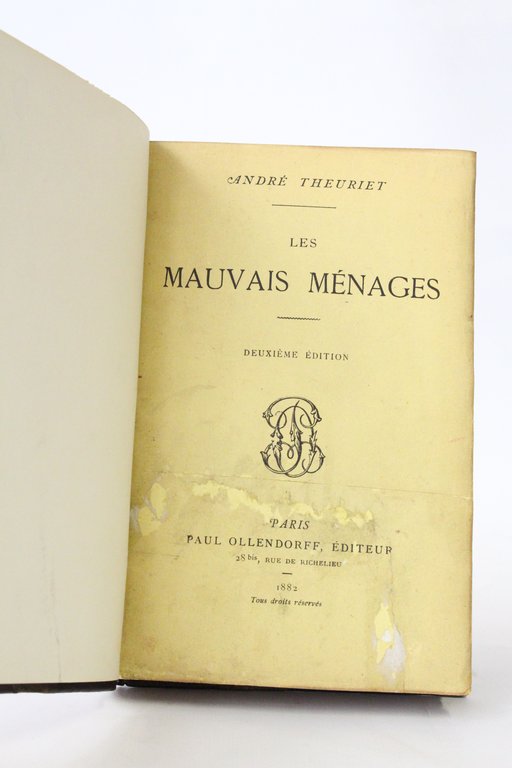 ANDRÉ THEURIET
LES
MAUVAIS MÉNAGES
DEUXIÈME ÉDITION
PARIS
PAUL OLLENDORFF, ÉDITEUR
28 bis, RUE DE RICHELIEU
1882
Tous droits réservés